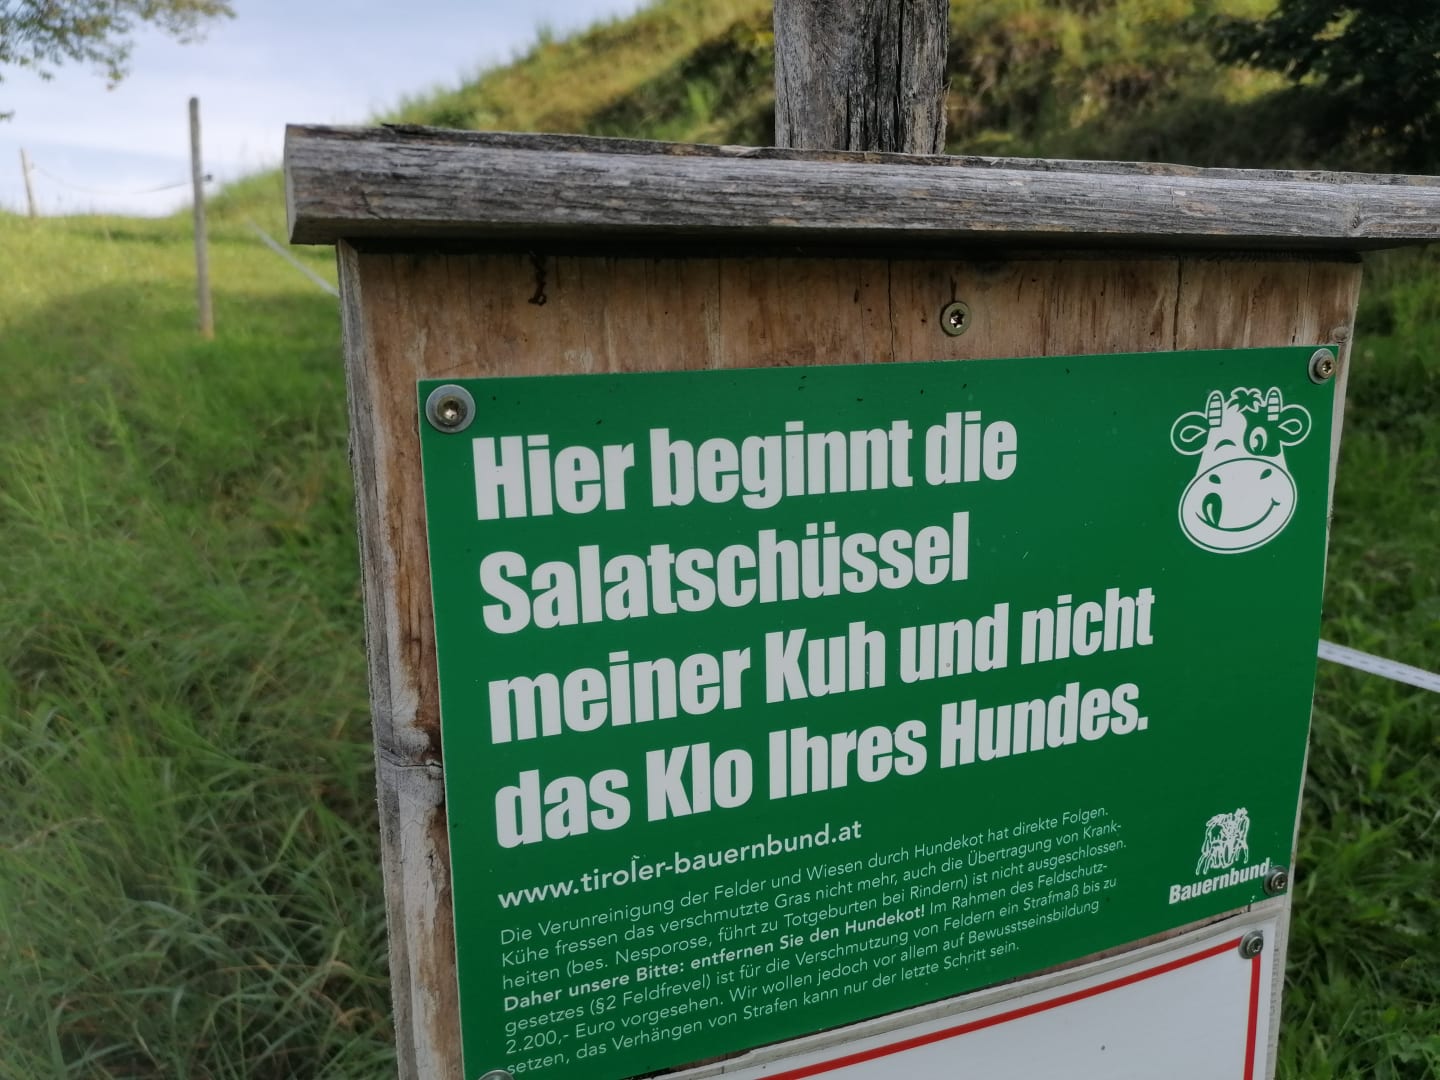 Hier beginnt die
Salatschüssel
meiner Kuh und nicht
das Klo Ihres Hundes.
www.tiroler-bauernbund.at
Die Verunreinigung der Felder und Wiesen durch Hundekot hat direkte Folgen.
Kühe fressen das verschmutzte Gras nicht mehr, auch die Übertragung von Krank-
heiten (bes. Nesporose, führt zu Totgeburten bei Rindern) ist nicht ausgeschlossen.
Daher unsere Bitte: entfernen Sie den Hundekot! Im Rahmen des Feldschutz-
gesetzes (§2 Feldfrevel) ist für die Verschmutzung von Feldern ein Strafmaß bis zu
2.200,- Euro vorgesehen. Wir wollen jedoch vor allem auf Bewusstseinsbildung
setzen, das Verhängen von Strafen kann nur der letzte Schritt sein.
Bauernbund